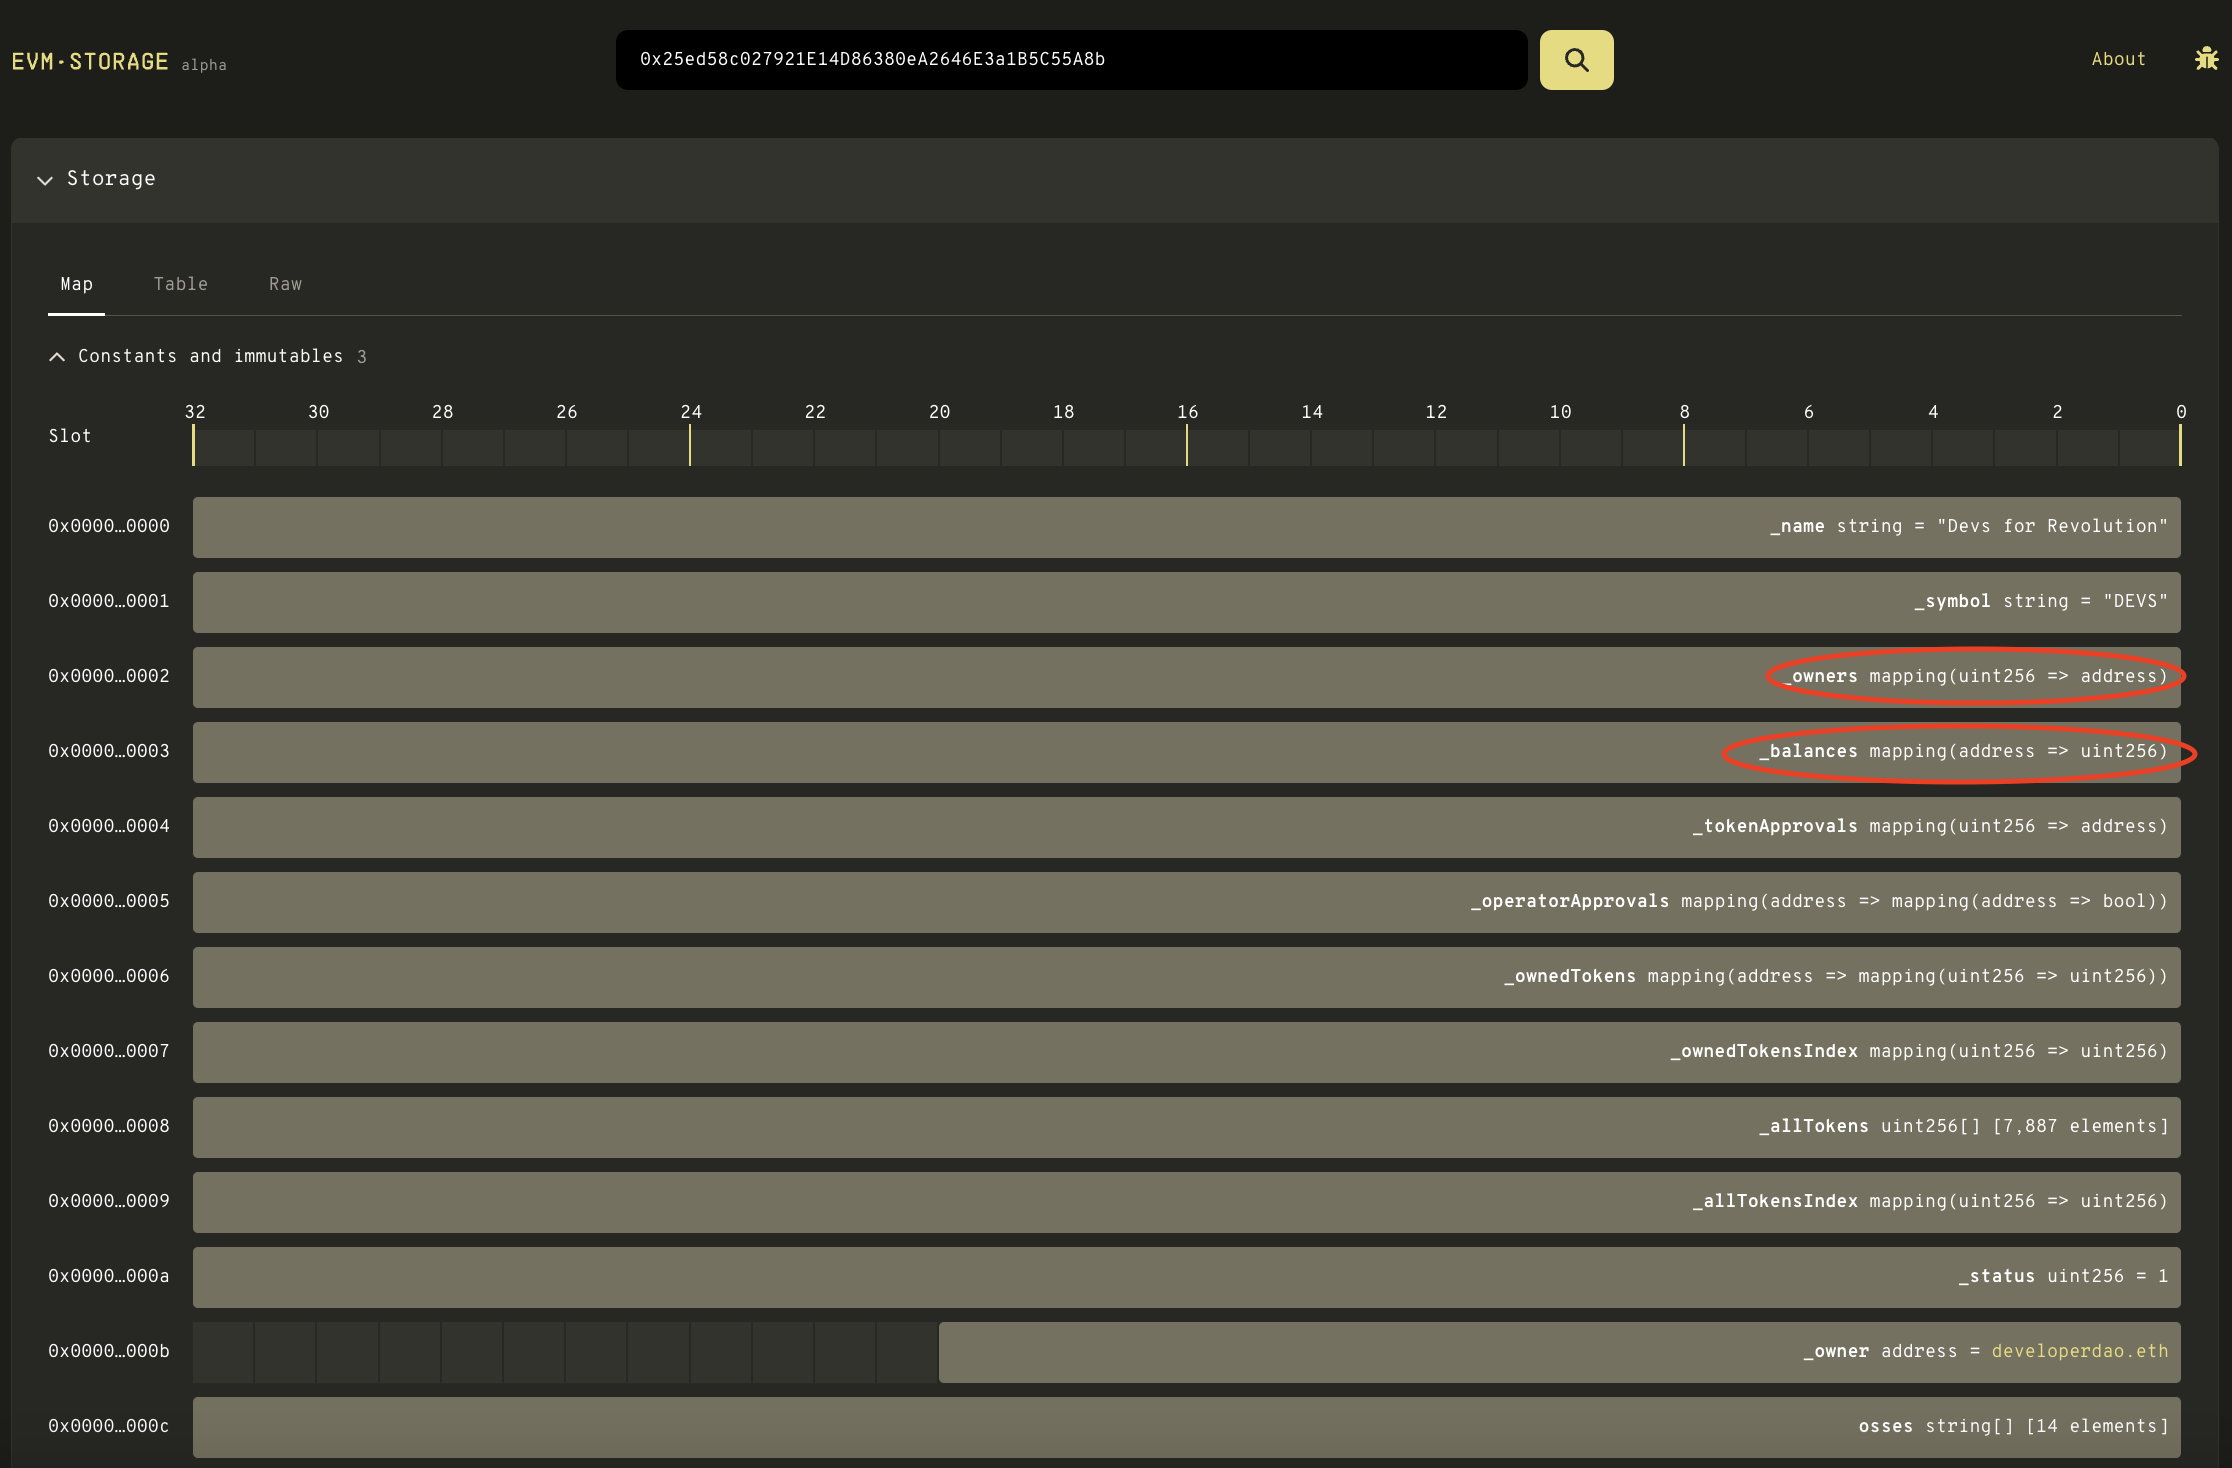 EVM·STORAGE alpha
0x25ed58c027921E14D86380eA2646E3a1B5C55A8b
About
Storage
Map Table Raw
Constants and immutables 3
32 30 28 26 24 22 20 18 16 14 12 10 8 6 4 2 0
Slot
0x0000…0000 _name string = "Devs for Revolution"
0x0000…0001 _symbol string = "DEVS"
0x0000…0002 _owners mapping(uint256 => address)
0x0000…0003 _balances mapping(address => uint256)
0x0000…0004 _tokenApprovals mapping(uint256 => address)
0x0000…0005 _operatorApprovals mapping(address => mapping(address => bool))
0x0000…0006 _ownedTokens mapping(address => mapping(uint256 => uint256))
0x0000…0007 _ownedTokensIndex mapping(uint256 => uint256)
0x0000…0008 _allTokens uint256[] [7,887 elements]
0x0000…0009 _allTokensIndex mapping(uint256 => uint256)
0x0000…000a _status uint256 = 1
0x0000…000b _owner address = developerdao.eth
0x0000…000c osses string[] [14 elements]